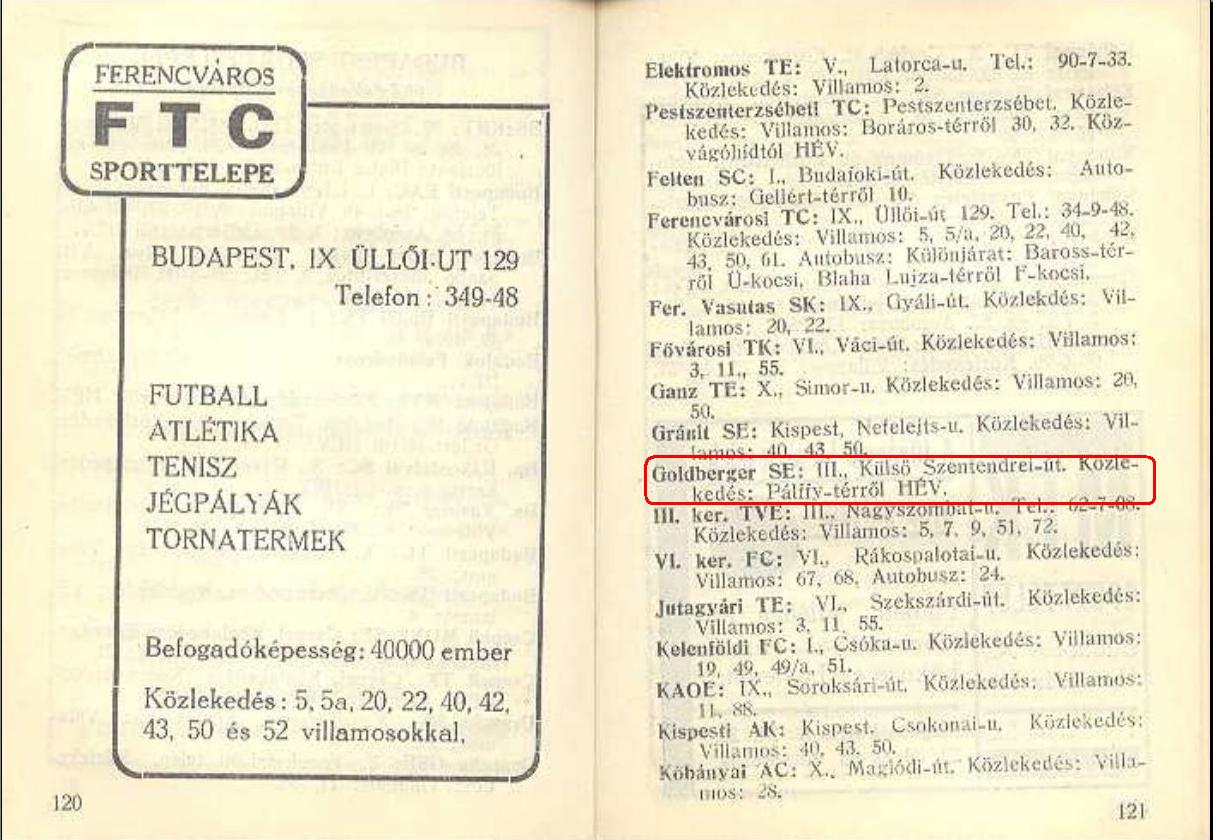 FERENCVÁROS
FTC
SPORTTELEPE
BUDAPEST, IX ÜLLŐI-UT 129
Telefon: 349-48
FUTBALL
ATLÉTIKA
TENISZ
JÉGPÁLYÁK
TORNATERMEK
Befogadóképesség: 40000 ember
Közlekedés: 5, 5a, 20, 22, 40, 42,
43, 50 és 52 villamosokkal.
120
Elektromos TE: V., Latorca-u. Tel.: 90-7-33.
Közlekedés: Villamos: 2.
Pestszenterzsébeti TC: Pestszenterzsébet. Közle-
kedés: Villamos: Boráros-térről 30, 32. Köz-
vágóhídtól HÉV.
Felten SC: I., Budafoki-út. Közlekedés: Auto-
busz: Gellért-térről 10.
Ferencvárosi TC: IX., Üllői-út 129. Tel.: 34-9-48.
Közlekedés: Villamos: 5, 5/a, 20, 22, 40, 42,
43, 50, 61. Autobusz: Különjárat: Baross-tér-
ről Ü-kocsi, Blaha Lujza-térről F-kocsi.
Fer. Vasutas SK: IX., Gyáli-út. Közlekdés: Vil-
lamos: 20, 22.
Fővárosi TK: VI., Váci-út. Közlekedés: Villamos:
3, 11., 55.
Ganz TE: X., Simor-u. Közlekedés: Villamos: 20,
50.
Gránit SE: Kispest, Nefelejts-u. Közlekedés: Vil-
lamos: 40, 43, 50.
Goldberger SE: III., Külső Szentendrei-út. Közle-
kedés: Pálffy-térről HÉV.
III. ker. TVE: III., Nagyszombat-u. Tel.: 62-7-08.
Közlekedés: Villamos: 5, 7, 9, 51, 72.
VI. ker. FC: VI., Rákospalotai-u. Közlekedés:
Villamos: 67, 68, Autobusz: 24.
Jutagyári TE: VI., Szekszárdi-út. Közlekedés:
Villamos: 3, 11, 55.
Kelenföldi FC: I., Csóka-u. Közlekedés: Villamos:
19, 49, 49/a, 51.
KAOE: IX., Soroksári-út. Közlekedés: Villamos:
11, 88.
Kispesti AK: Kispest. Csokonai-u. Közlekedés:
Villamos: 40, 43, 50.
Kőbányai AC: X., Maglódi-út. Közlekedés: Villa-
mos: 28.
121